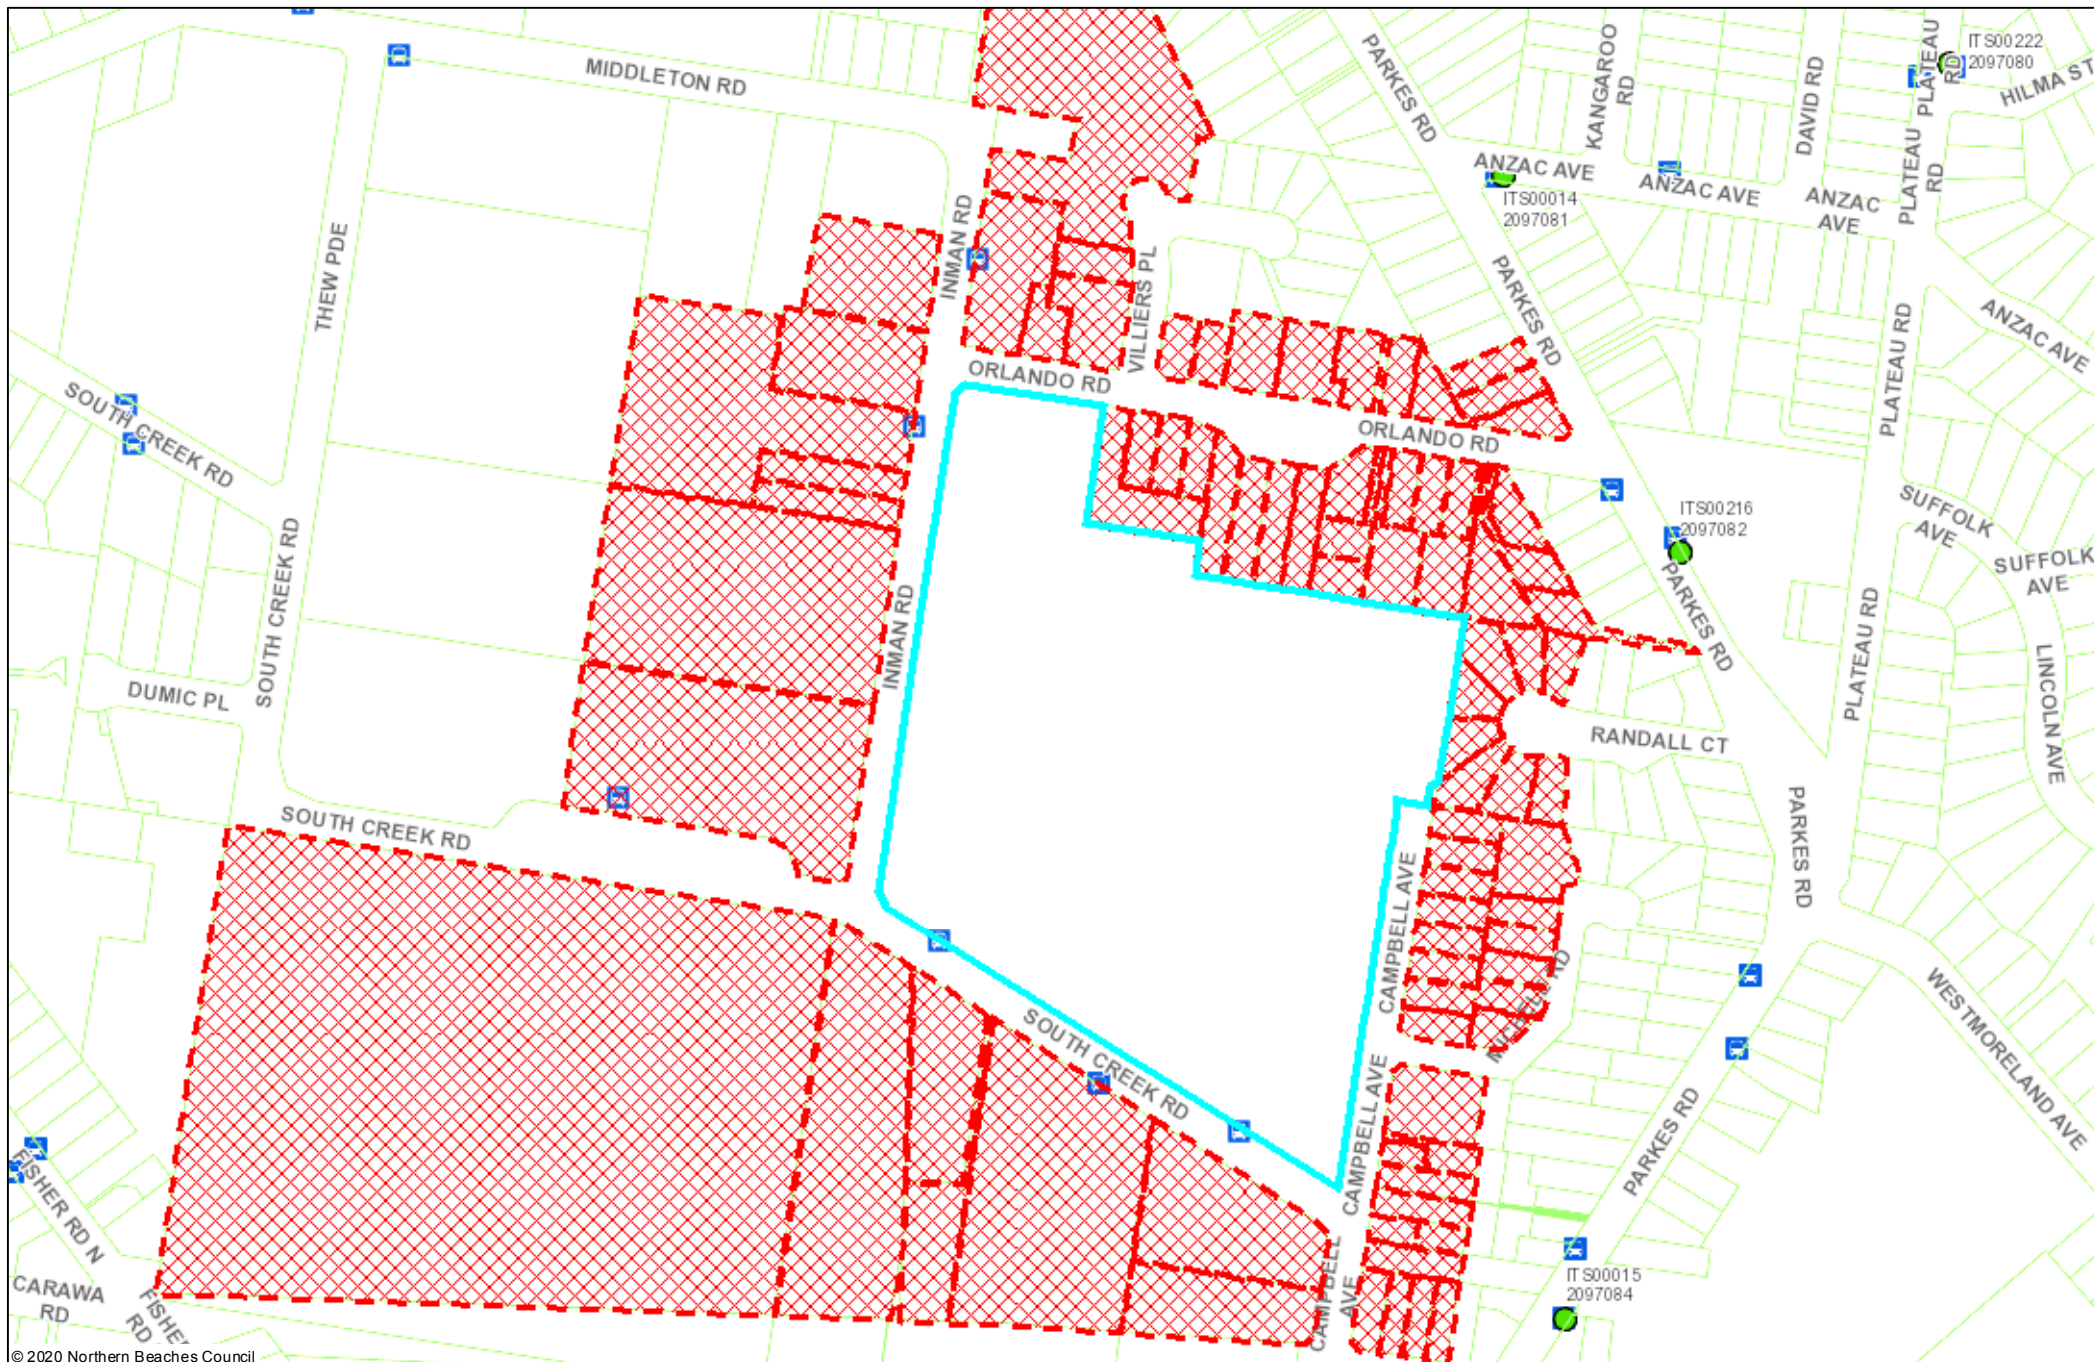 ITS00222
2097080
PLATEAU
RD
HILMA ST
KANGAROO
RD
DAVID RD
PARKES RD
MIDDLETON RD
PLATEAU
RD
ANZAC AVE
ANZAC AVE
ANZAC
AVE
ITS00014
2097081
INMAN RD
THEW PDE
VILLIERS PL
PARKES RD
ANZAC AVE
PLATEAU RD
ORLANDO RD
SOUTH CREEK RD
ORLANDO RD
SUFFOLK
AVE
ITS00216
2097082
SUFFOLK
AVE
SOUTH CREEK RD
INMAN RD
PARKES RD
PLATEAU RD
LINCOLN AVE
DUMIC PL
RANDALL CT
SOUTH CREEK RD
PARKES RD
CAMPBELL AVE
WESTMORELAND AVE
SOUTH CREEK RD
CAMPBELL AVE
PARKES RD
FISHER RD N
CAMPBELL
AVE
ITS00015
2097084
CARAWA
RD
FISHER
RD
© 2020 Northern Beaches Council